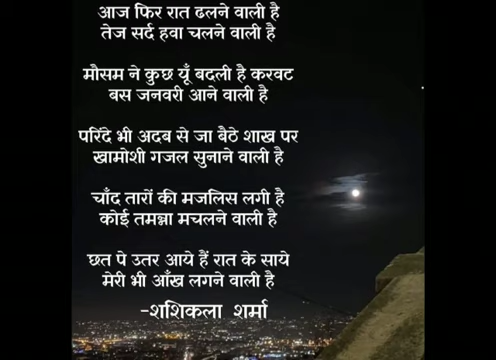 आज फिर रात ढलने वाली है
तेज सर्द हवा चलने वाली है
मौसम ने कुछ यूँ बदली है करवट
बस जनवरी आने वाली है
परिंदे भी अदब से जा बैठे शाख पर
खामोशी गजल सुनाने वाली है
चाँद तारों की मजलिस लगी है
कोई तमन्ना मचलने वाली है
छत पे उतर आये हैं रात के साये
मेरी भी आँख लगने वाली है
-शशिकला शर्मा